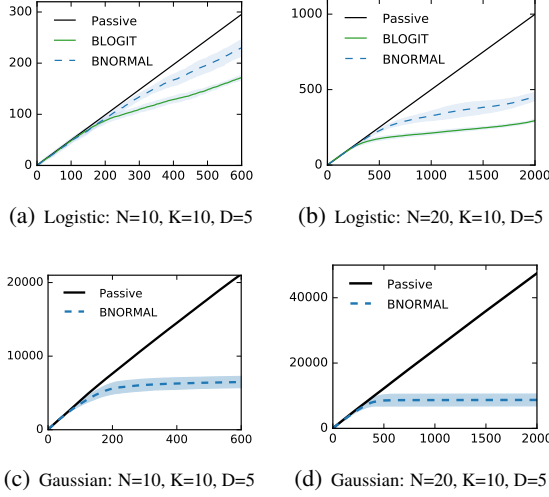 300
200
100
0
Passive
BLOGIT
BNORMAL
0 100 200 300 400 500 600
(a) Logistic: N=10, K=10, D=5
1000
500
0
Passive
BLOGIT
BNORMAL
0 500 1000 1500 2000
(b) Logistic: N=20, K=10, D=5
20000
10000
0
Passive
BNORMAL
0 200 400 600
(c) Gaussian: N=10, K=10, D=5
40000
20000
0
Passive
BNORMAL
0 500 1000 1500 2000
(d) Gaussian: N=20, K=10, D=5